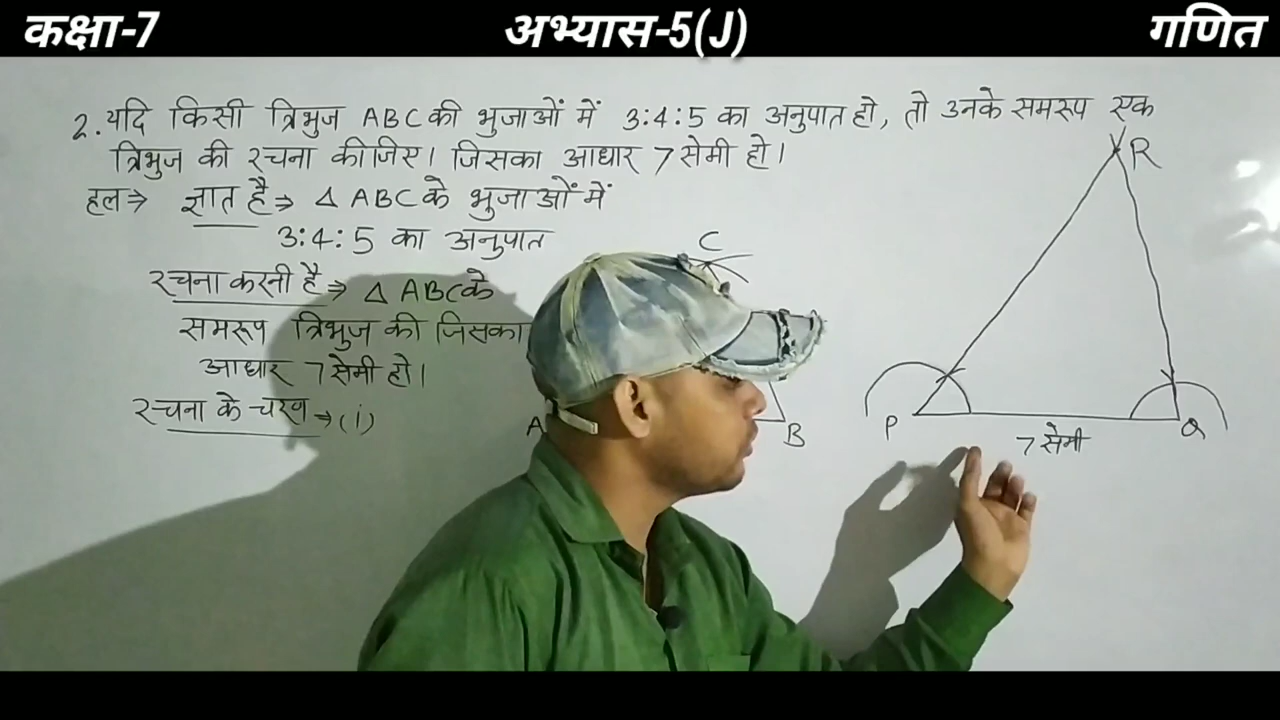 कक्षा-7 अभ्यास-5(J) गणित
2. यदि किसी त्रिभुज ABC की भुजाओं में 3:4:5 का अनुपात हो, तो उनके समरूप एक
त्रिभुज की रचना कीजिए। जिसका आधार 7 सेमी हो।
हल⇒ ज्ञात है⇒ △ ABC के भुजाओं में
3:4:5 का अनुपात
रचना करनी है⇒ △ ABC के
समरूप त्रिभुज की जिसका
आधार 7 सेमी हो।
रचना के चरण⇒(i)
C
A B
R
P Q
7 सेमी